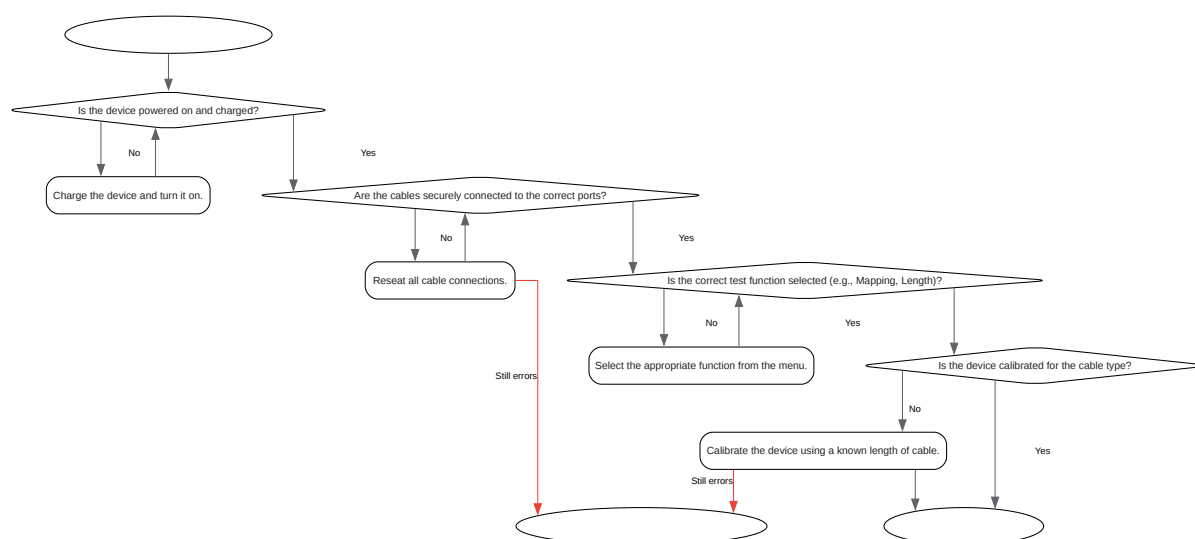 Is the device powered on and charged?
No
Yes
Charge the device and turn it on.
Are the cables securely connected to the correct ports?
No
Yes
Reseat all cable connections.
Is the correct test function selected (e.g., Mapping, Length)?
No
Yes
Select the appropriate function from the menu.
Is the device calibrated for the cable type?
Still errors
No
Calibrate the device using a known length of cable.
Yes
Still errors